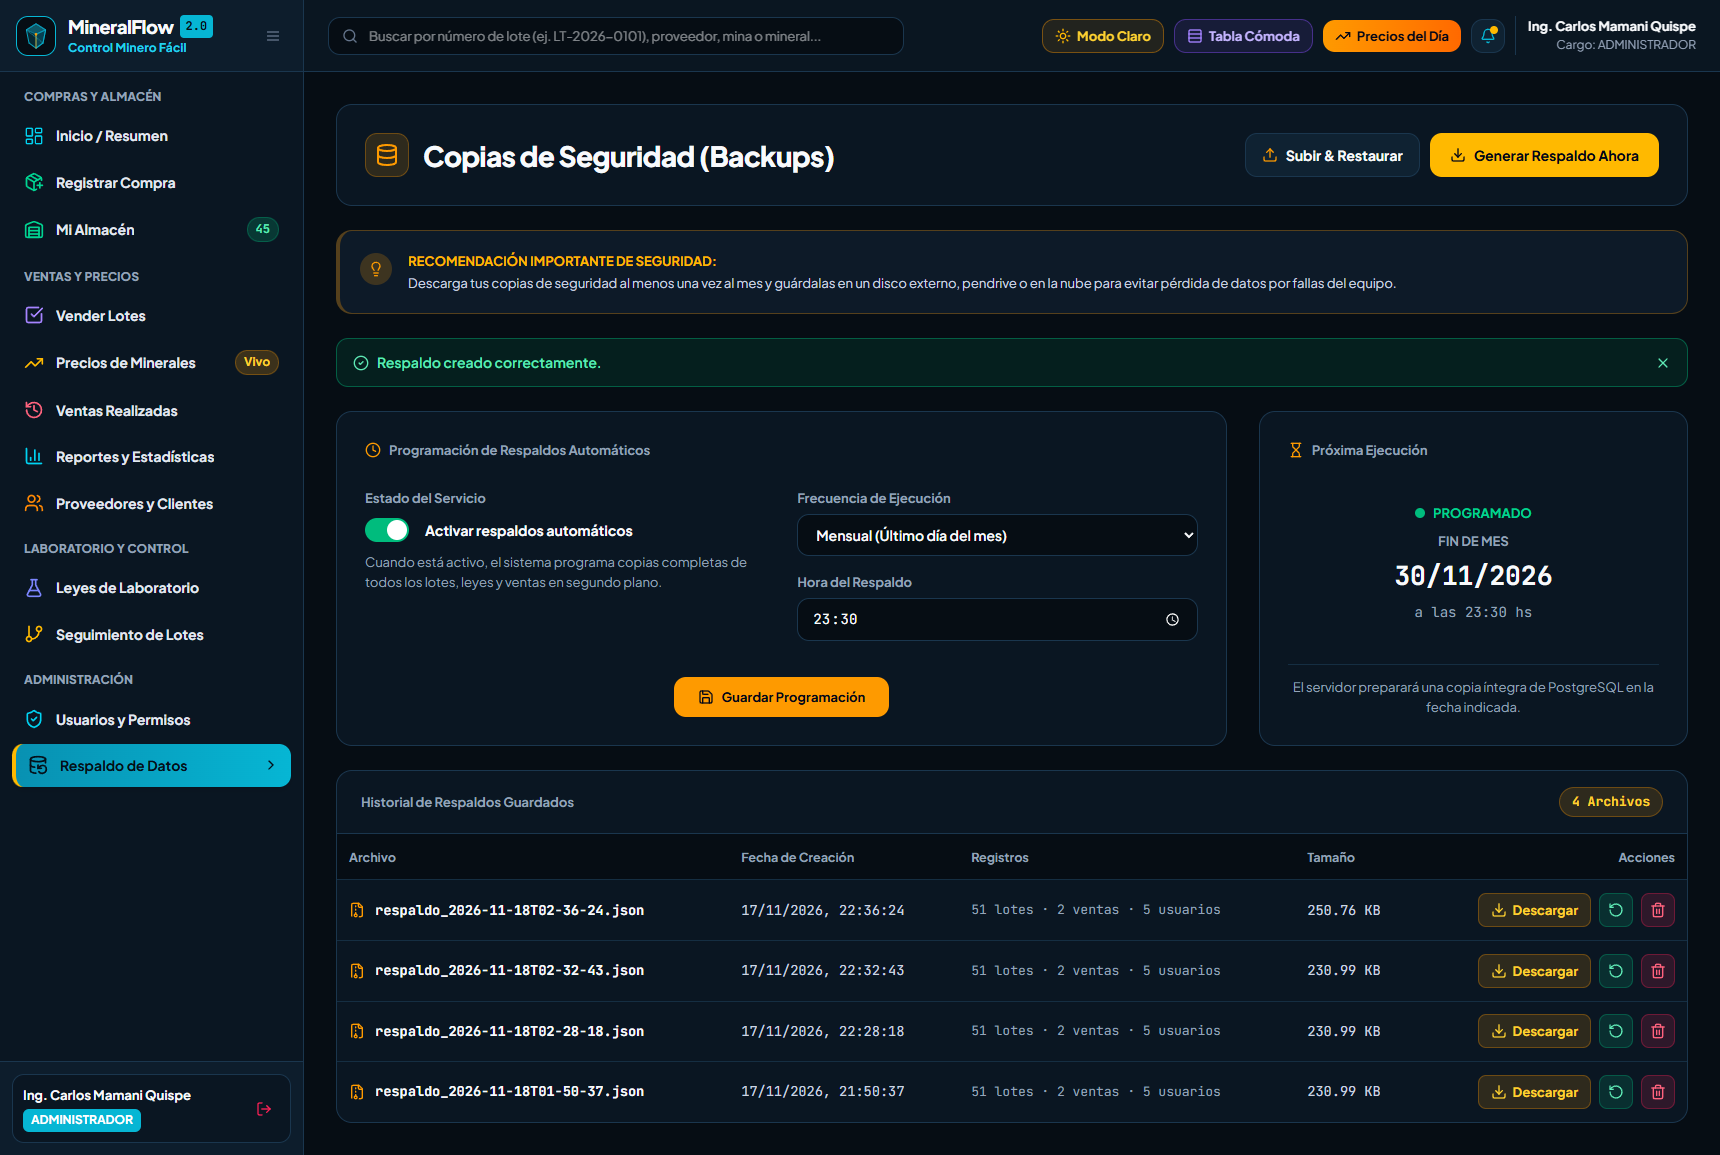 MineralFlow 2.0
Control Minero Fácil
Buscar por número de lote (ej. LT-2026-0101), proveedor, mina o mineral...
Modo Claro
Tabla Cómoda
Precios del Día
Ing. Carlos Mamani Quispe
Cargo: ADMINISTRADOR
COMPRAS Y ALMACÉN
Inicio / Resumen
Registrar Compra
Mi Almacén 45
VENTAS Y PRECIOS
Vender Lotes
Precios de Minerales Vivo
Ventas Realizadas
Reportes y Estadísticas
Proveedores y Clientes
LABORATORIO Y CONTROL
Leyes de Laboratorio
Seguimiento de Lotes
ADMINISTRACIÓN
Usuarios y Permisos
Respaldo de Datos
Ing. Carlos Mamani Quispe
ADMINISTRADOR
Copias de Seguridad (Backups)
Subir & Restaurar
Generar Respaldo Ahora
RECOMENDACIÓN IMPORTANTE DE SEGURIDAD:
Descarga tus copias de seguridad al menos una vez al mes y guárdalas en un disco externo, pendrive o en la nube para evitar pérdida de datos por fallas del equipo.
Respaldo creado correctamente.
Programación de Respaldos Automáticos
Estado del Servicio
Activar respaldos automáticos
Cuando está activo, el sistema programa copias completas de
todos los lotes, leyes y ventas en segundo plano.
Frecuencia de Ejecución
Mensual (Último día del mes)
Hora del Respaldo
23:30
Guardar Programación
Próxima Ejecución
PROGRAMADO
FIN DE MES
30/11/2026
a las 23:30 hs
El servidor preparará una copia íntegra de PostgreSQL en la
fecha indicada.
Historial de Respaldos Guardados
4 Archivos
Archivo Fecha de Creación Registros Tamaño Acciones
respaldo_2026-11-18T02-36-24.json 17/11/2026, 22:36:24 51 lotes · 2 ventas · 5 usuarios 250.76 KB Descargar
respaldo_2026-11-18T02-32-43.json 17/11/2026, 22:32:43 51 lotes · 2 ventas · 5 usuarios 230.99 KB Descargar
respaldo_2026-11-18T02-28-18.json 17/11/2026, 22:28:18 51 lotes · 2 ventas · 5 usuarios 230.99 KB Descargar
respaldo_2026-11-18T01-50-37.json 17/11/2026, 21:50:37 51 lotes · 2 ventas · 5 usuarios 230.99 KB Descargar